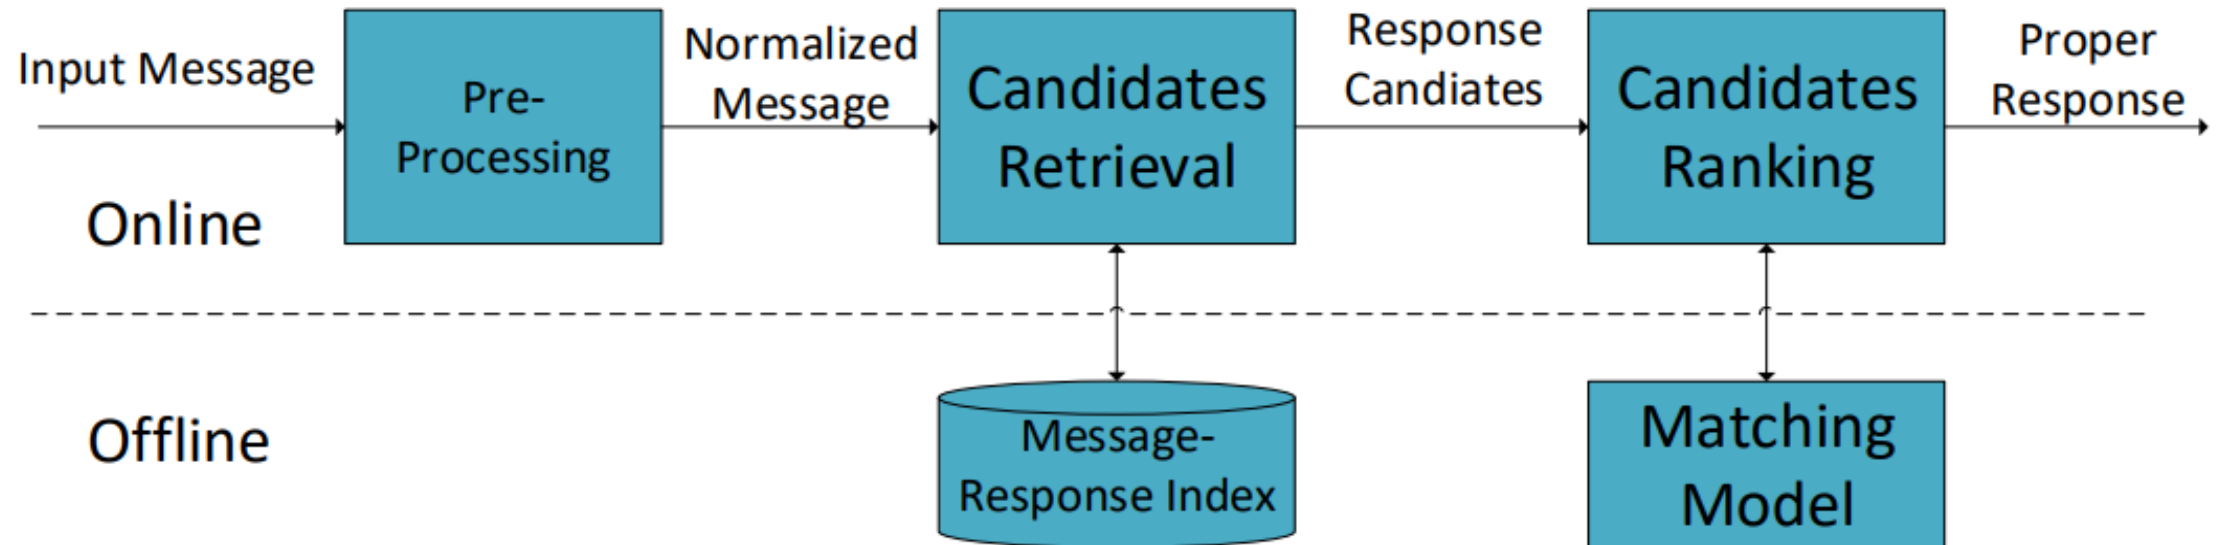 Input Message
Pre-
Processing
Normalized
Message
Candidates
Retrieval
Response
Candiates
Candidates
Ranking
Proper
Response
Online
Offline
Message-
Response Index
Matching
Model